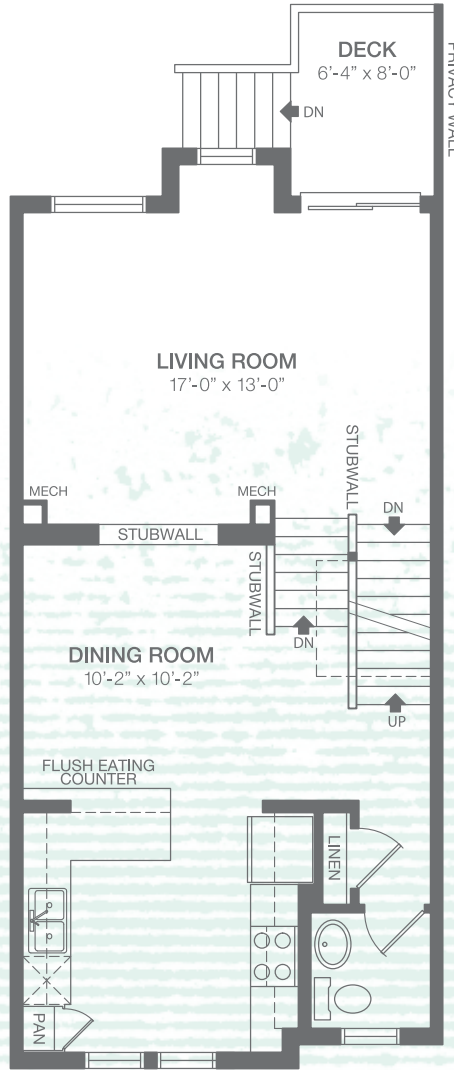 DECK
6'-4" x 8'-0"
PRIVACY WALL
DN
LIVING ROOM
17'-0" x 13'-0"
STUBWALL
MECH
MECH
DN
STUBWALL
STUBWALL
DN
DINING ROOM
10'-2" x 10'-2"
UP
FLUSH EATING
COUNTER
LINEN
PAN